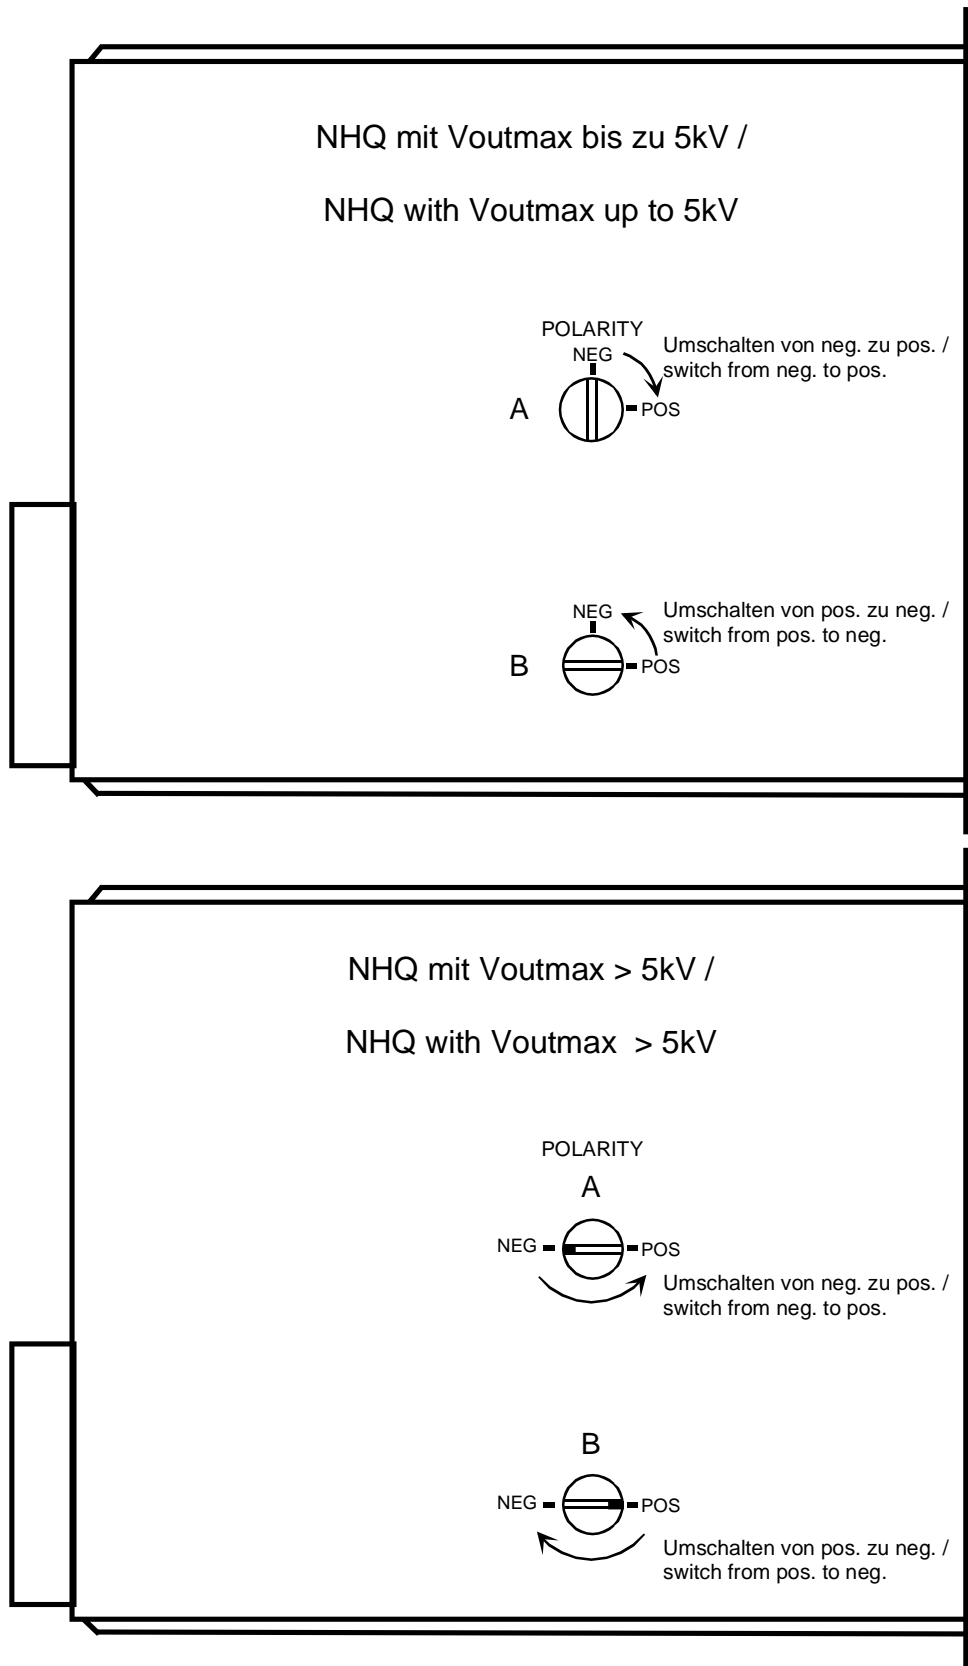 NHQ mit Voutmax bis zu 5kV /
NHQ with Voutmax up to 5kV
POLARITY
NEG
Umschalten von neg. zu pos. /
switch from neg. to pos.
A
POS
NEG
Umschalten von pos. zu neg. /
switch from pos. to neg.
B
POS
NHQ mit Voutmax > 5kV /
NHQ with Voutmax > 5kV
POLARITY
A
NEG
POS
Umschalten von neg. zu pos. /
switch from neg. to pos.
B
NEG
POS
Umschalten von pos. zu neg. /
switch from pos. to neg.